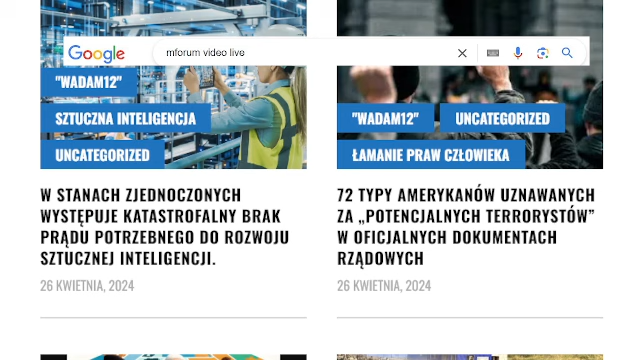 Google
mforum video live
"WADAM12"
SZTUCZNA INTELIGENCJA
UNCATEGORIZED
W STANACH ZJEDNOCZONYCH
WYSTĘPUJE KATASTROFALNY BRAK
PRĄDU POTRZEBNEGO DO ROZWOJU
SZTUCZNEJ INTELIGENCJI.
26 KWIETNIA, 2024
"WADAM12"
UNCATEGORIZED
ŁAMANIE PRAW CZŁOWIEKA
72 TYPY AMERYKANÓW UZNAWANYCH
ZA „POTENCJALNYCH TERRORYSTÓW”
W OFICJALNYCH DOKUMENTACH
RZĄDOWYCH
26 KWIETNIA, 2024